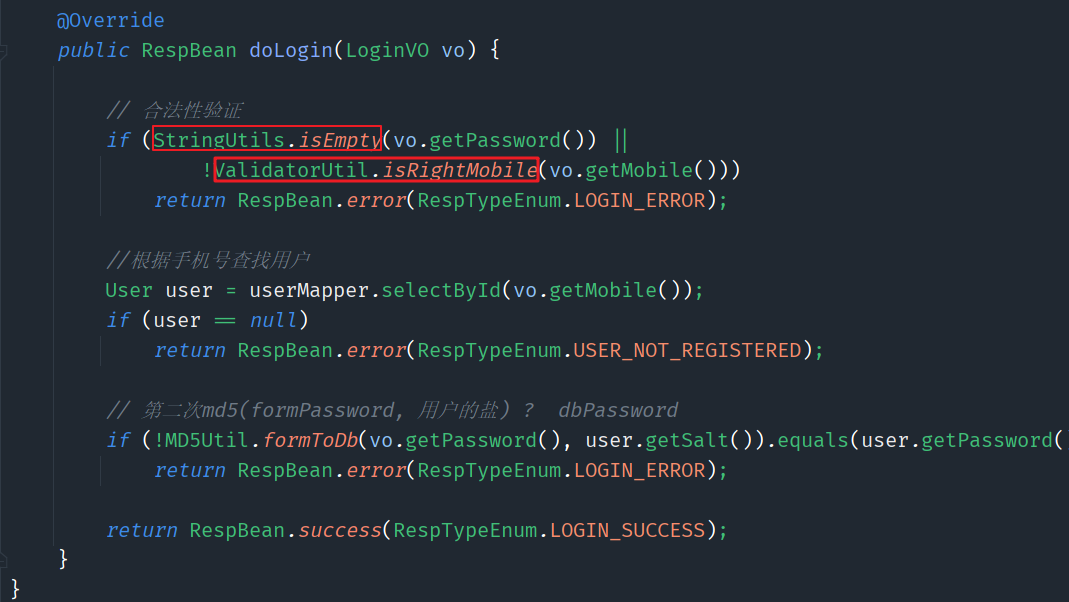 @Override
public RespBean doLogin(LoginVO vo) {
// 合法性验证
if (StringUtils.isEmpty(vo.getPassword()) ||
!ValidatorUtil.isRightMobile(vo.getMobile()))
return RespBean.error(RespTypeEnum.LOGIN_ERROR);
//根据手机号查找用户
User user = userMapper.selectById(vo.getMobile());
if (user == null)
return RespBean.error(RespTypeEnum.USER_NOT_REGISTERED);
// 第二次md5(formPassword, 用户的盐) ? dbPassword
if (!MD5Util.formToDb(vo.getPassword(), user.getSalt()).equals(user.getPassword(
return RespBean.error(RespTypeEnum.LOGIN_ERROR);
return RespBean.success(RespTypeEnum.LOGIN_SUCCESS);
}
}